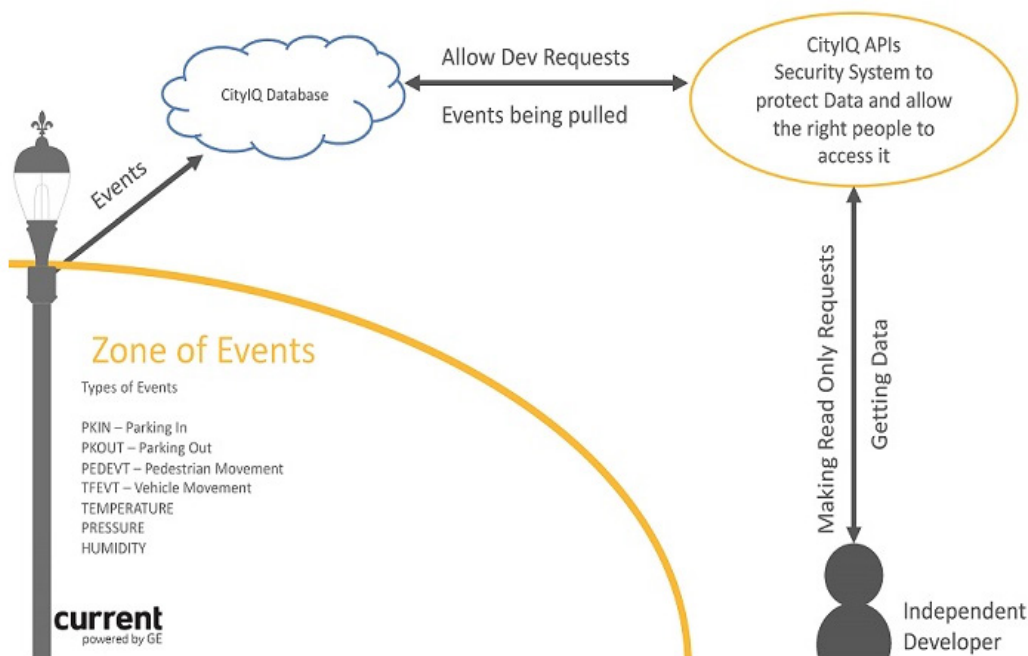 CityIQ Database
Allow Dev Requests
Events being pulled
CityIQ APIs
Security System to
protect Data and allow
the right people to
access it
Events
Zone of Events
Types of Events
PKIN – Parking In
PKOUT – Parking Out
PEDEVT – Pedestrian Movement
TFEVT – Vehicle Movement
TEMPERATURE
PRESSURE
HUMIDITY
Making Read Only Requests
Getting Data
current
powered by GE
Independent
Developer